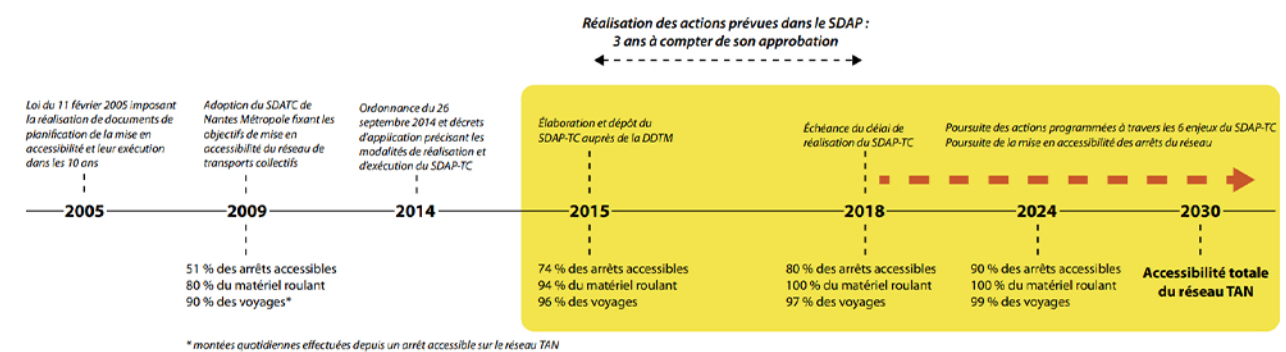 Réalisation des actions prévues dans le SDAP :
3 ans à compter de son approbation
Loi du 11 février 2005 imposant
la réalisation de documents de
planification de la mise en
accessibilité et leur exécution
dans les 10 ans
Adoption du SDATC de
Nantes Métropole fixant les
objectifs de mise en
accessibilité du réseau de
transports collectifs
Ordonnance du 26
septembre 2014 et décrets
d'application précisant les
modalités de réalisation et
d'exécution du SDAP-TC
Élaboration et dépôt du
SDAP-TC auprès de la DDTM
Échéance du délai de
réalisation du SDAP-TC
Poursuite des actions programmées à travers les 6 enjeux du SDAP-TC
Poursuite de la mise en accessibilité des arrêts du réseau
2005
2009
2014
2015
2018
2024
2030
51 % des arrêts accessibles
80 % du matériel roulant
90 % des voyages*
74 % des arrêts accessibles
94 % du matériel roulant
96 % des voyages
80 % des arrêts accessibles
100 % du matériel roulant
97 % des voyages
90 % des arrêts accessibles
100 % du matériel roulant
99 % des voyages
Accessibilité totale
du réseau TAN
* montées quotidiennes effectuées depuis un arrêt accessible sur le réseau TAN